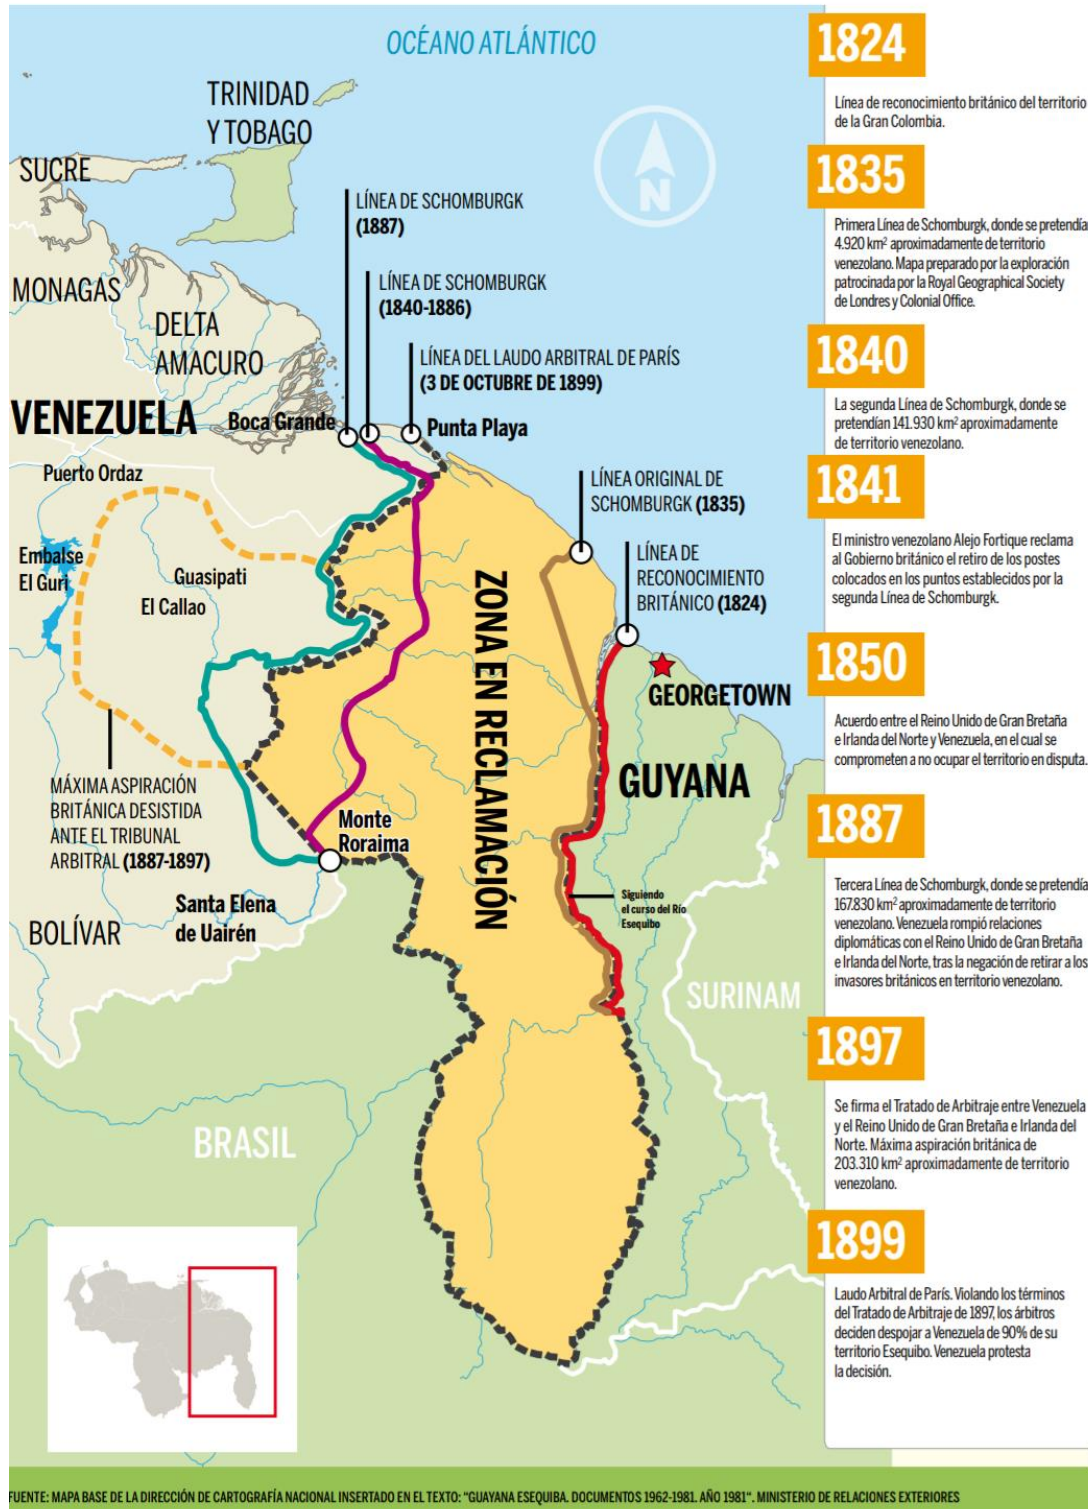 OCÉANO ATLÁNTICO
TRINIDAD
Y TOBAGO
SUCRE
LÍNEA DE SCHOMBURGK
(1887)
MONAGAS
LÍNEA DE SCHOMBURGK
(1840-1886)
DELTA
AMACURO
LÍNEA DEL LAUDO ARBITRAL DE PARÍS
(3 DE OCTUBRE DE 1899)
VENEZUELA
Boca Grande
Punta Playa
Puerto Ordaz
LÍNEA ORIGINAL DE
SCHOMBURGK (1835)
Embalse
El Guri
Guasipati
El Callao
LÍNEA DE
RECONOCIMIENTO
BRITÁNICO (1824)
ZONA EN RECLAMACIÓN
GEORGETOWN
GUYANA
MÁXIMA ASPIRACIÓN
BRITÁNICA DESISTIDA
ANTE EL TRIBUNAL
ARBITRAL (1887-1897)
Monte
Roraima
Siguiendo
el curso del Río
Esequibo
Santa Elena
de Uairén
BOLÍVAR
SURINAM
BRASIL
N
1824
Línea de reconocimiento británico del territorio
de la Gran Colombia.
1835
Primera Línea de Schomburgk, donde se pretendía
4.920 km² aproximadamente de territorio
venezolano. Mapa preparado por la exploración
patrocinada por la Royal Geographical Society
de Londres y Colonial Office.
1840
La segunda Línea de Schomburgk, donde se
pretendían 141.930 km² aproximadamente
de territorio venezolano.
1841
El ministro venezolano Alejo Fortique reclama
al Gobierno británico el retiro de los postes
colocados en los puntos establecidos por la
segunda Línea de Schomburgk.
1850
Acuerdo entre el Reino Unido de Gran Bretaña
e Irlanda del Norte y Venezuela, en el cual se
comprometen a no ocupar el territorio en disputa.
1887
Tercera Línea de Schomburgk, donde se pretendía
167.830 km² aproximadamente de territorio
venezolano. Venezuela rompió relaciones
diplomáticas con el Reino Unido de Gran Bretaña
e Irlanda del Norte, tras la negación de retirar a los
invasores británicos en territorio venezolano.
1897
Se firma el Tratado de Arbitraje entre Venezuela
y el Reino Unido de Gran Bretaña e Irlanda del
Norte. Máxima aspiración británica de
203.310 km² aproximadamente de territorio
venezolano.
1899
Laudo Arbitral de París. Violando los términos
del Tratado de Arbitraje de 1897, los árbitros
deciden despojar a Venezuela de 90% de su
territorio Esequibo. Venezuela protesta
la decisión.
FUENTE: MAPA BASE DE LA DIRECCIÓN DE CARTOGRAFÍA NACIONAL INSERTADO EN EL TEXTO: "GUAYANA ESEQUIBA. DOCUMENTOS 1962-1981. AÑO 1981". MINISTERIO DE RELACIONES EXTERIORES